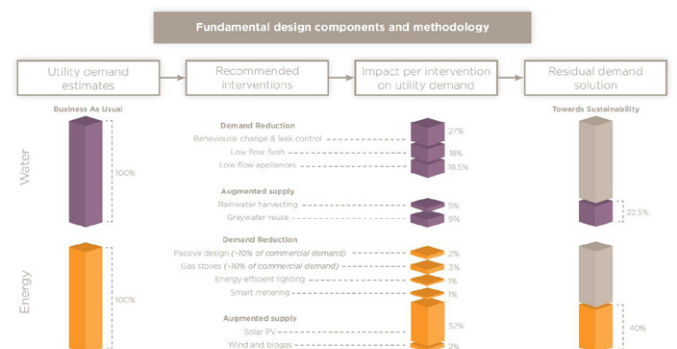 Fundamental design components and methodology
Utility demand
estimates
Recommended
interventions
Impact per intervention
on utility demand
Residual demand
solution
Business As Usual
Towards Sustainability
Water
100%
Demand Reduction
Behavioural change & leak control
27%
Low flow flush
18%
Low flow appliances
18.5%
Augmented supply
Rainwater harvesting
5%
Graywater reuse
9%
22.5%
Energy
100%
Demand Reduction
Passive design (~10% of commercial demand)
2%
Gas stoves (~10% of commercial demand)
3%
Energy efficient lighting
1%
Smart metering
1%
Augmented supply
Solar PV
52%
Wind and biogas
2%
40%